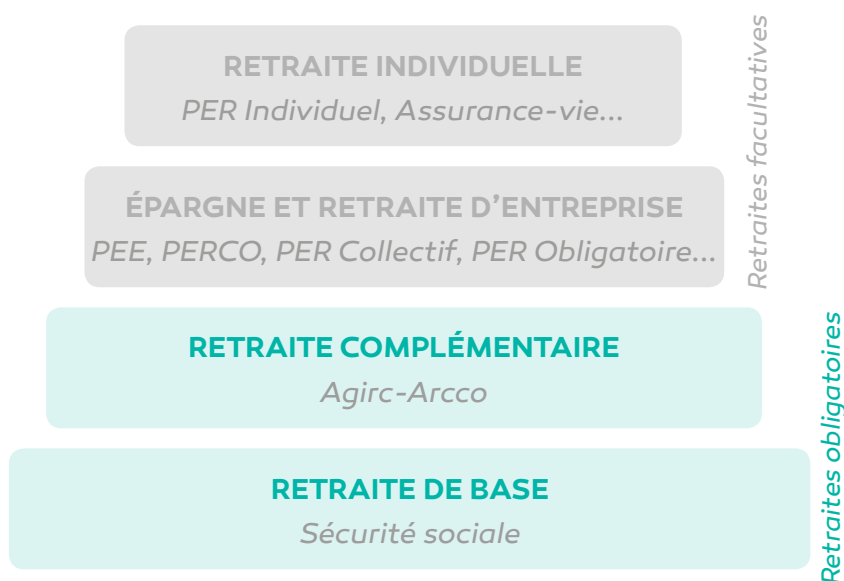 RETRAITE INDIVIDUELLE
PER Individuel, Assurance-vie...
ÉPARGNE ET RETRAITE D’ENTREPRISE
PEE, PERCO, PER Collectif, PER Obligatoire...
Retraites facultatives
RETRAITE COMPLÉMENTAIRE
Agirc-Arcco
RETRAITE DE BASE
Sécurité sociale
Retraites obligatoires